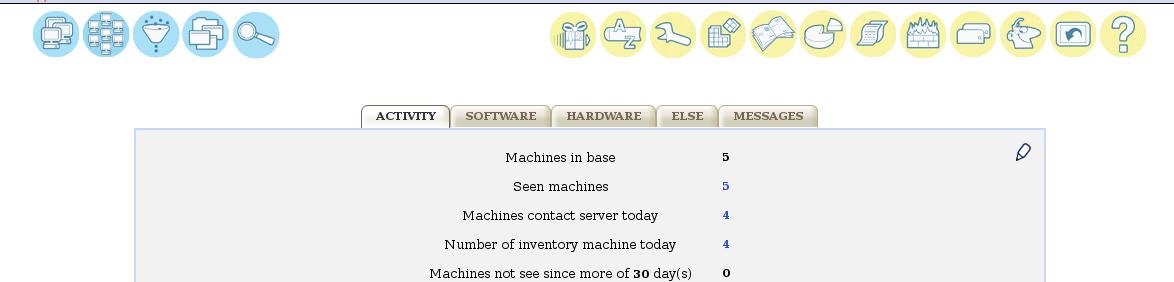 ACTIVITY SOFTWARE HARDWARE ELSE MESSAGES
Machines in base 5
Seen machines 5
Machines contact server today 4
Number of inventory machine today 4
Machines not see since more of 30 day(s) 0